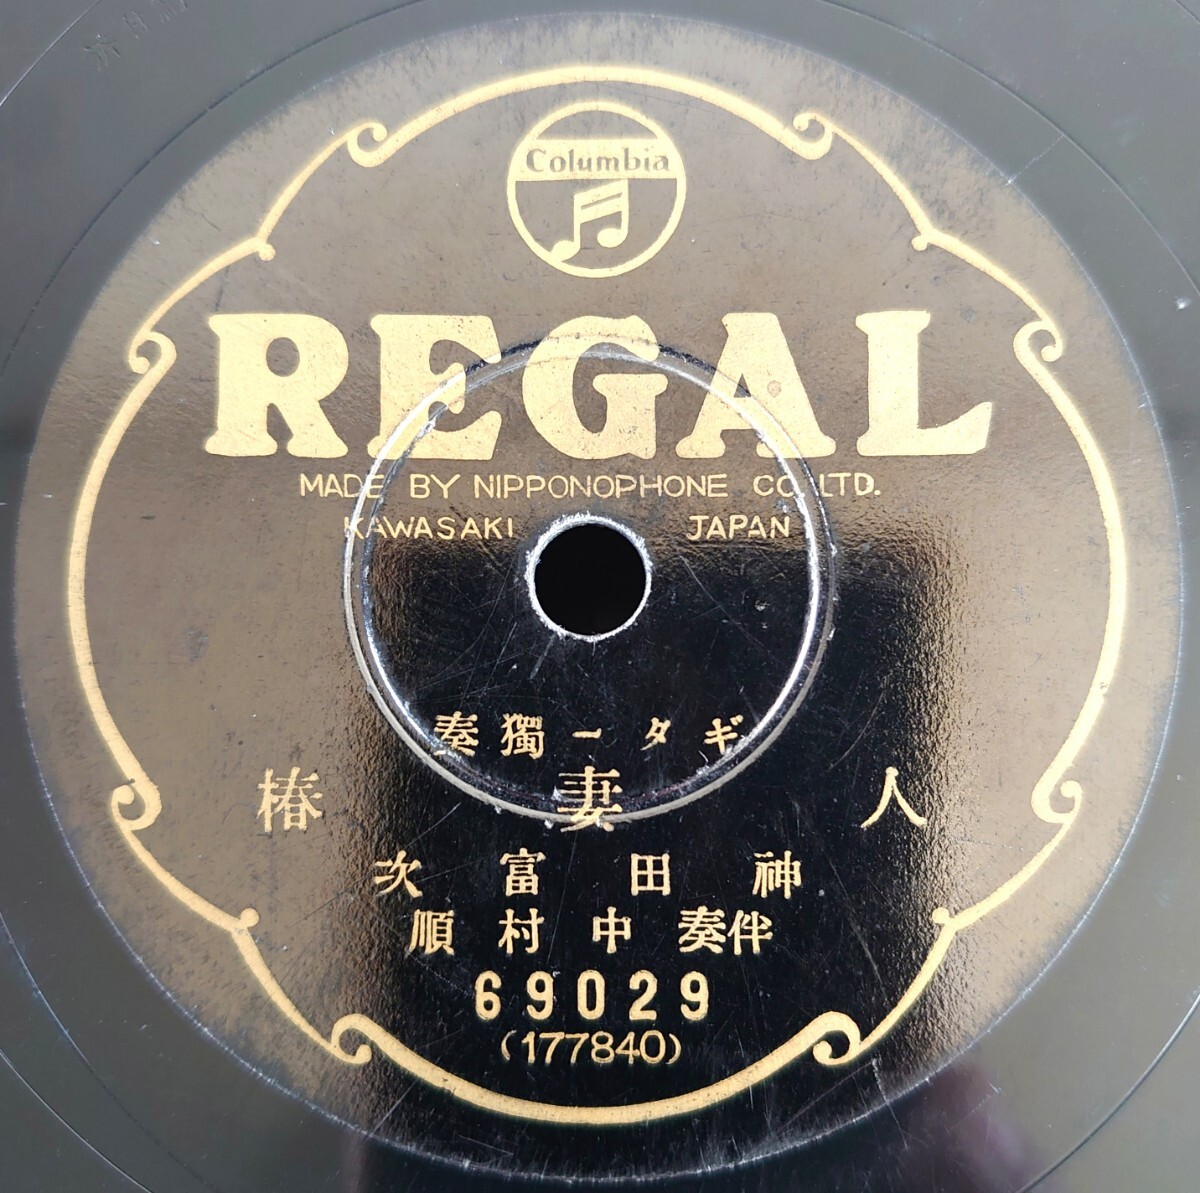 Columbia
REGAL
MADE BY NIPPONOPHONE CO. LTD.
KAWASAKI JAPAN
ギター獨奏
人妻椿
神田富次
伴奏 中村順
69029
(177840)